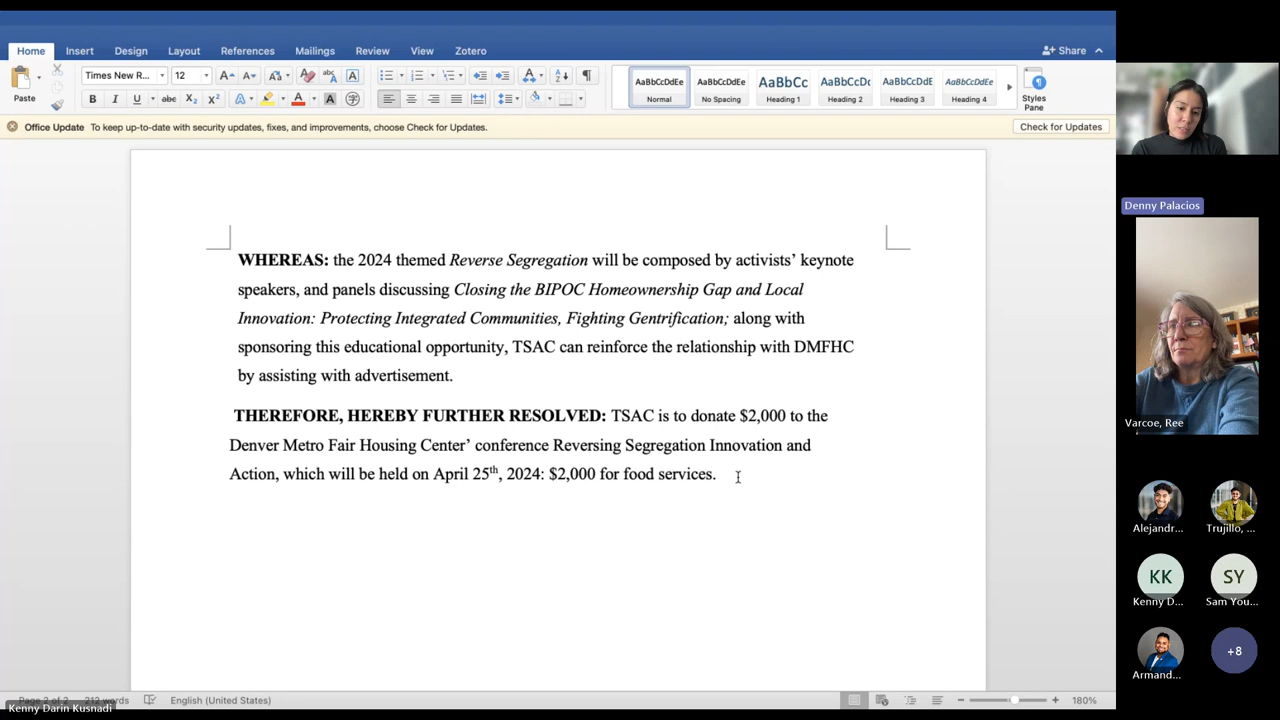 Home Insert Design Layout References Mailings Review View Zotero Share
Paste Times New R... 12
AaBbCcDdEe AaBbCcDdEe AaBbCc AaBbCcDc AaBbCcDdE AaBbCcDdEe
Normal No Spacing Heading 1 Heading 2 Heading 3 Heading 4 Styles Pane
Office Update To keep up-to-date with security updates, fixes, and improvements, choose Check for Updates. Check for Updates
WHEREAS: the 2024 themed Reverse Segregation will be composed by activists’ keynote
speakers, and panels discussing Closing the BIPOC Homeownership Gap and Local
Innovation: Protecting Integrated Communities, Fighting Gentrification; along with
sponsoring this educational opportunity, TSAC can reinforce the relationship with DMFHC
by assisting with advertisement.
THEREFORE, HEREBY FURTHER RESOLVED: TSAC is to donate $2,000 to the
Denver Metro Fair Housing Center’ conference Reversing Segregation Innovation and
Action, which will be held on April 25th, 2024: $2,000 for food services.
Page 2 of 2 212 words English (United States) 180%
Kenny Darin Kusnadi
Denny Palacios
Varcoe, Ree
Alejandr... Trujillo, ...
KK SY
Kenny D... Sam You...
Armand... +8